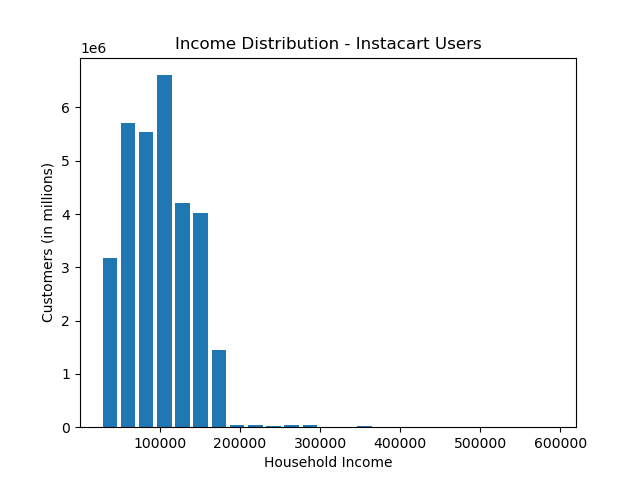 Income Distribution - Instacart Users
1e6
6
5
4
3
2
1
0
Customers (in millions)
100000 200000 300000 400000 500000 600000
Household Income